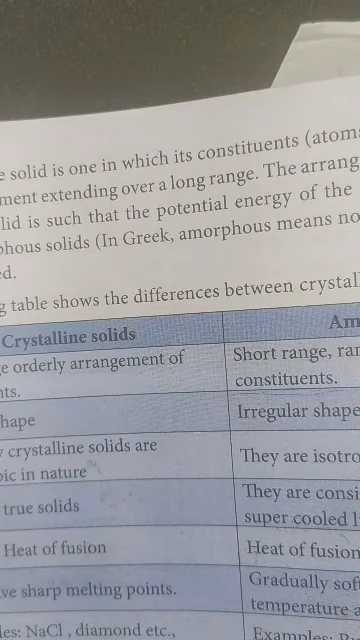 solid is one in which its constituents (atom
ment extending over a long range. The arrang
lid is such that the potential energy of the
phous solids (In Greek, amorphous means no
ed.
g table shows the differences between crystall
Crystalline solids
Am
ge orderly arrangement of
nts.
Short range, ran
constituents.
hape
Irregular shape
crystalline solids are
pic in nature
They are isotro
true solids
They are consi
super cooled l
Heat of fusion
Heat of fusion
ve sharp melting points.
Gradually soft
temperature a
les: NaCl , diamond etc.,
Examples: